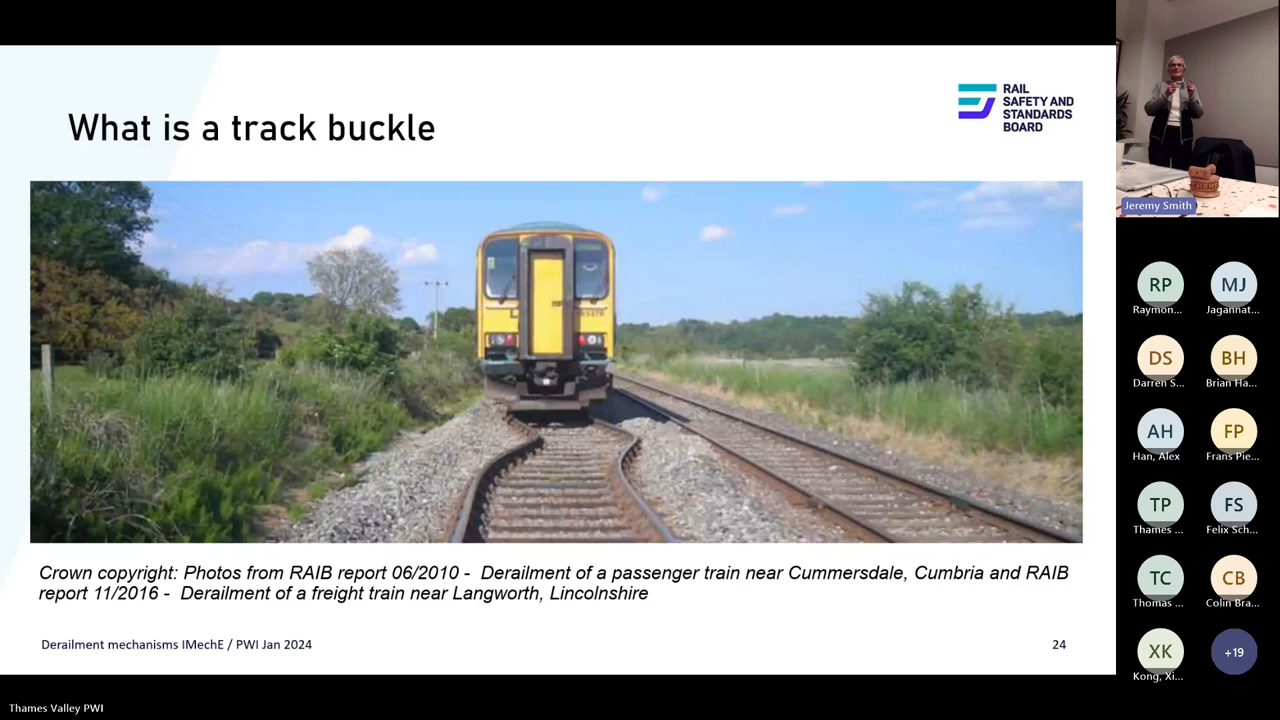 What is a track buckle
RAIL
SAFETY AND
STANDARDS
BOARD
Crown copyright: Photos from RAIB report 06/2010 - Derailment of a passenger train near Cummersdale, Cumbria and RAIB
report 11/2016 - Derailment of a freight train near Langworth, Lincolnshire
Derailment mechanisms IMechE / PWI Jan 2024
24
Jeremy Smith
RP
Raymon...
MJ
Jagannat...
DS
Darren S...
BH
Brian Ha...
AH
Han, Alex
FP
Frans Pie...
TP
Thames ...
FS
Felix Sch...
TC
Thomas ...
CB
Colin Bra...
XK
Kong, Xi...
+19
Thames Valley PWI